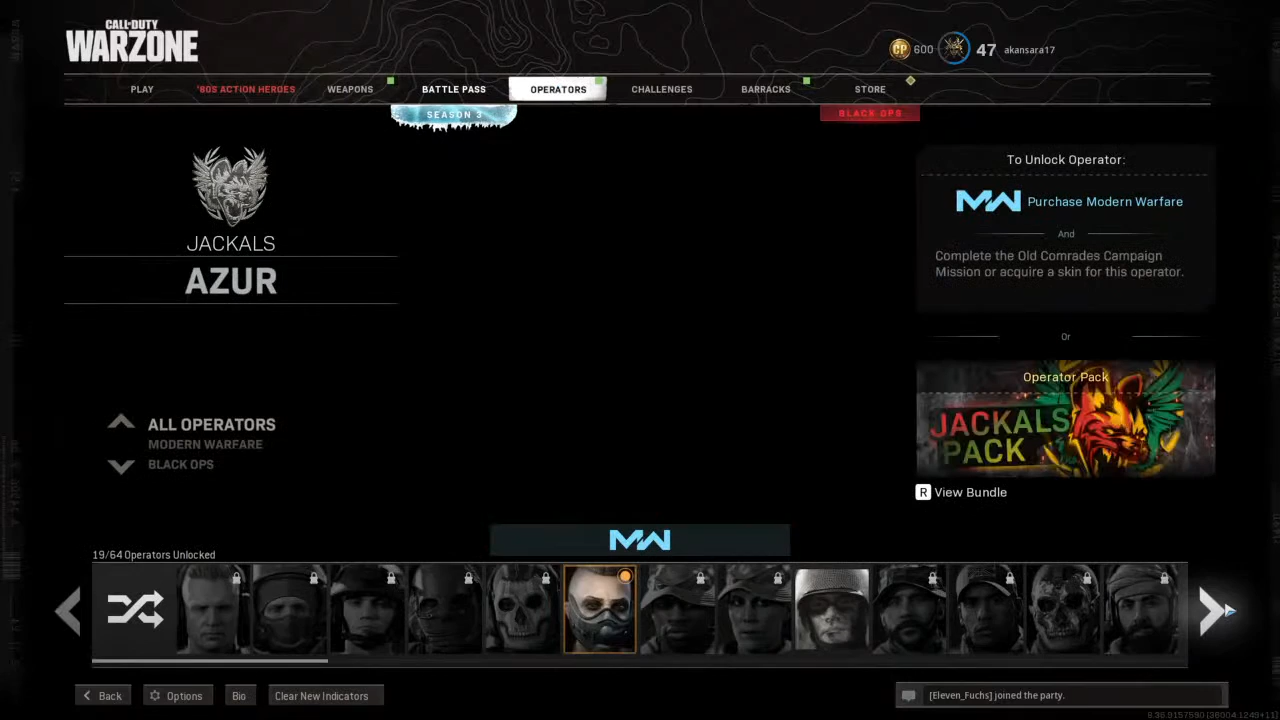 CALL OF DUTY
WARZONE
CP 600 47 akansara17
PLAY '80S ACTION HEROES WEAPONS BATTLE PASS OPERATORS CHALLENGES BARRACKS STORE
SEASON 3 BLACK OPS
JACKALS
AZUR
To Unlock Operator:
MW Purchase Modern Warfare
And
Complete the Old Comrades Campaign
Mission or acquire a skin for this operator.
Or
Operator Pack
JACKALS
PACK
R View Bundle
ALL OPERATORS
MODERN WARFARE
BLACK OPS
MW
19/64 Operators Unlocked
Back Options Bio Clear New Indicators
[Eleven_Fuchs] joined the party.